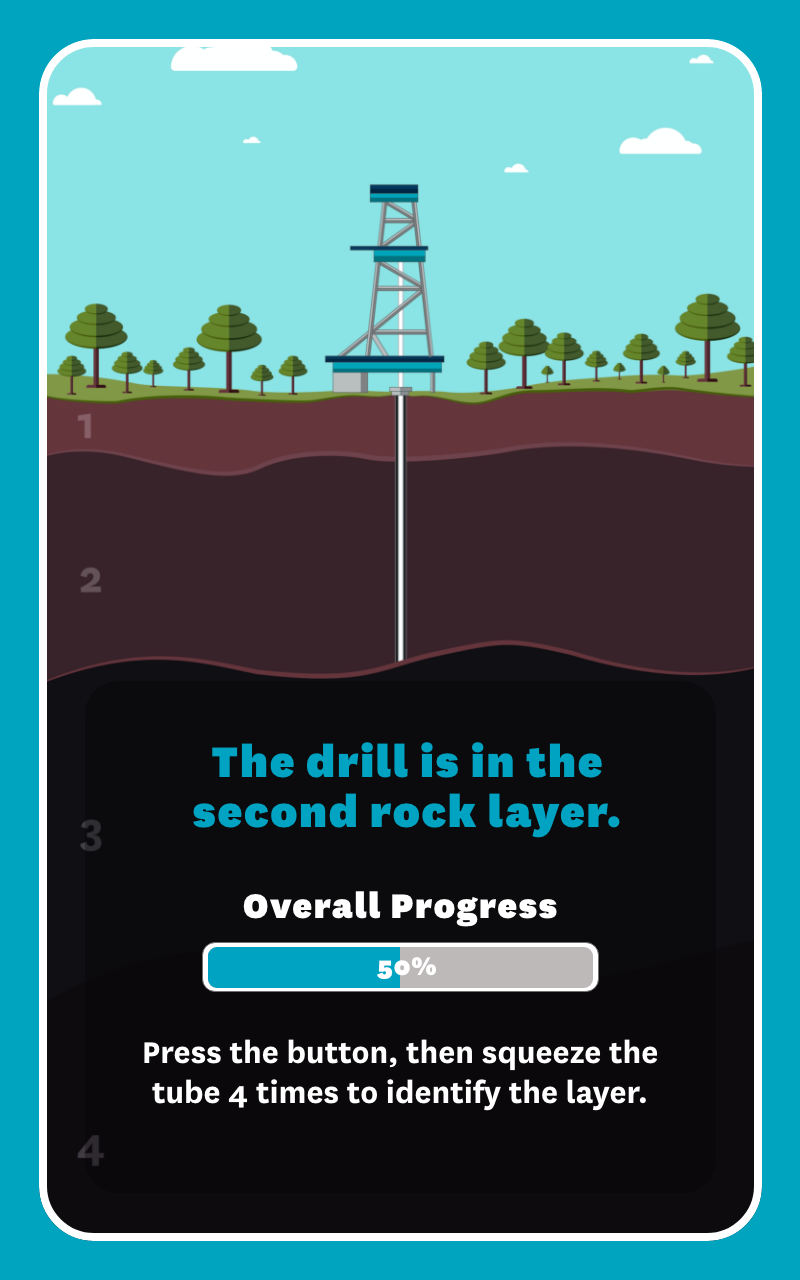 1
2
The drill is in the
second rock layer.
3
Overall Progress
50%
Press the button, then squeeze the
tube 4 times to identify the layer.
4